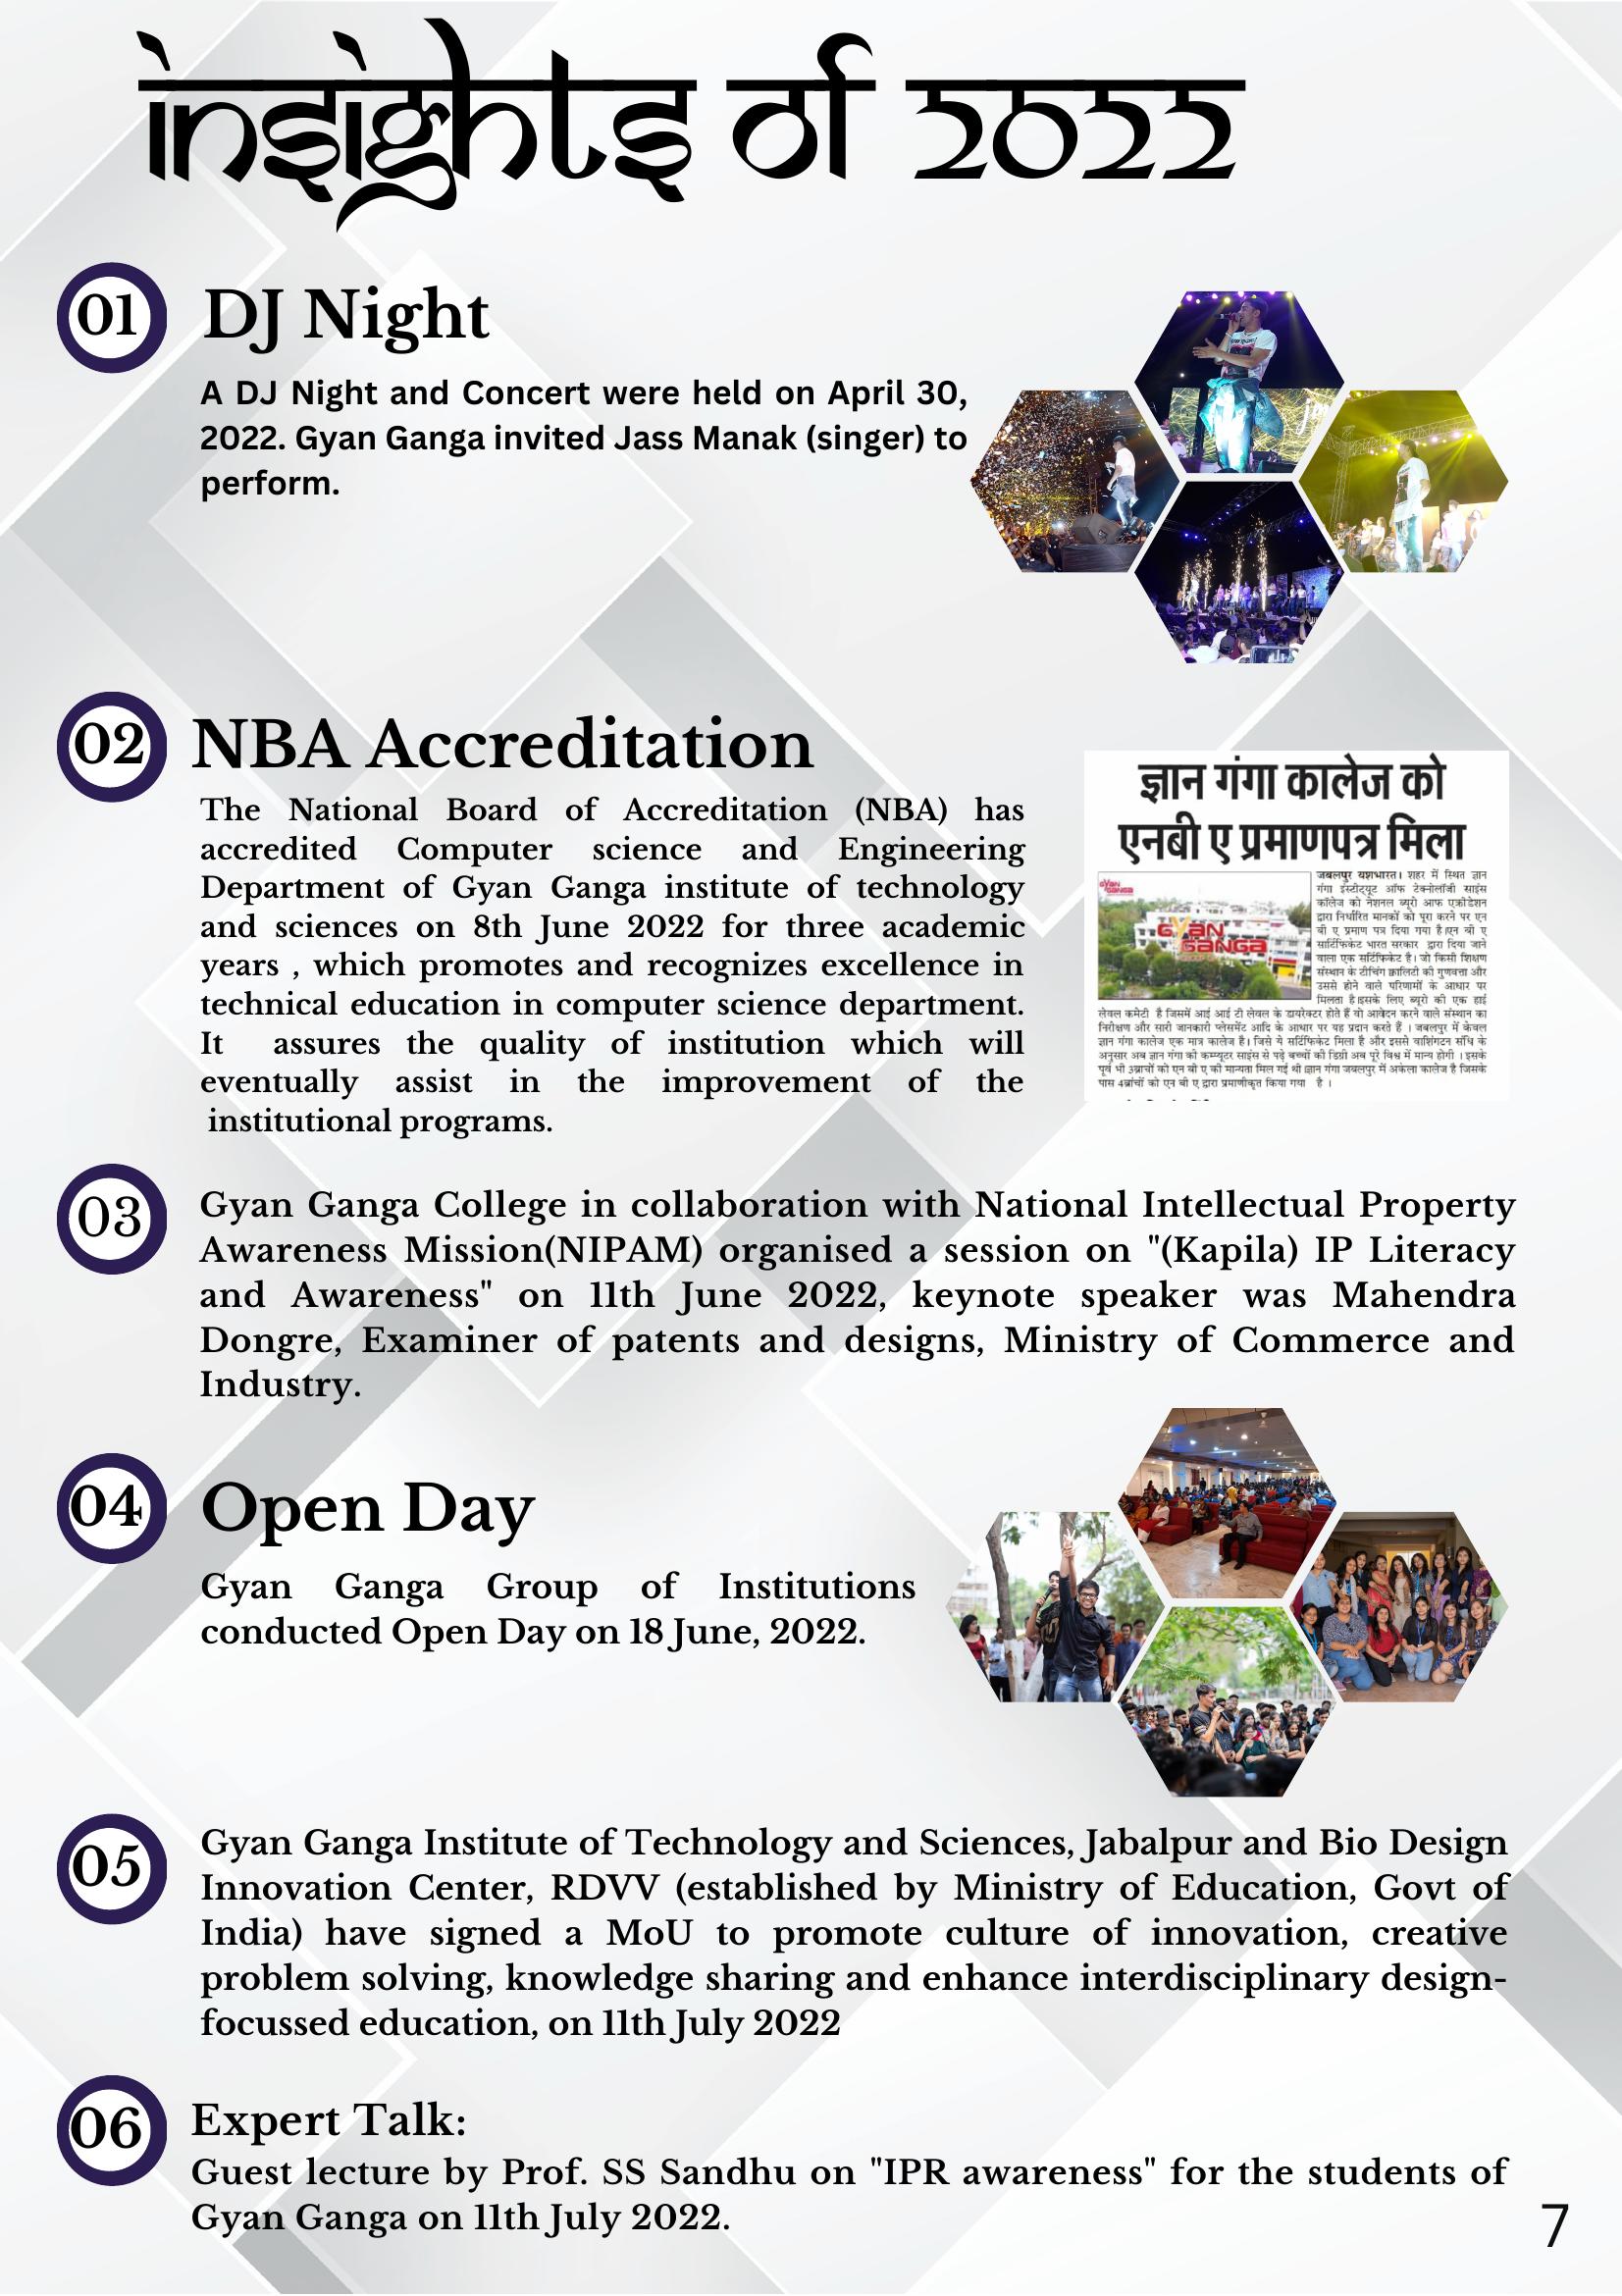 insights of 2022
01
DJ Night
A DJ Night and Concert were held on April 30,
2022. Gyan Ganga invited Jass Manak (singer) to
perform.
02
NBA Accreditation
The National Board of Accreditation (NBA) has
accredited Computer science and Engineering
Department of Gyan Ganga institute of technology
and sciences on 8th June 2022 for three academic
years , which promotes and recognizes excellence in
technical education in computer science department.
It assures the quality of institution which will
eventually assist in the improvement of the
institutional programs.
ज्ञान गंगा कालेज को
एनबी ए प्रमाणपत्र मिला
GYAN GANGA
GYAN
GANGA
जबलपुर यशभारत। शहर में स्थित ज्ञान
गंगा इंस्टीट्यूट ऑफ टेक्नोलॉजी साइंस
कॉलेज को नेशनल ब्यूरो आफ एक्रीडेशन
द्वारा निर्धारित मानकों को पूरा करने पर एन
बी ए प्रमाण पत्र दिया गया है।एन बी ए
सार्टिफिकेट भारत सरकार द्वारा दिया जाने
वाला एक सर्टिफिकेट है। जो किसी शिक्षण
संस्थान के टीचिंग क्वालिटी की गुणवत्ता और
उससे होने वाले परिणामों के आधार पर
मिलता है।इसके लिए ब्यूरो की एक हाई
लेवल कमेटी है जिसमें आई आई टी लेवल के डायरेक्टर होते हैं वो आवेदन करने वाले संस्थान का
निरीक्षण और सारी जानकारी प्लेसमेंट आदि के आधार पर यह प्रदान करते हैं । जबलपुर में केवल
ज्ञान गंगा कालेज एक मात्र कालेज है। जिसे ये सर्टिफिकेट मिला है और इससे वाशिंगटन संधि के
अनुसार अब ज्ञान गंगा की कम्प्यूटर साइंस से पढ़े बच्चों की डिग्री अब पूरे विश्व में मान्य होगी । इसके
पूर्व भी 3ब्रांचों को एन बी ए की मान्यता मिल गई थी।ज्ञान गंगा जबलपुर में अकेला कालेज है जिसके
पास 4ब्रांचों को एन बी ए द्वारा प्रमाणीकृत किया गया है ।
03
Gyan Ganga College in collaboration with National Intellectual Property
Awareness Mission(NIPAM) organised a session on "(Kapila) IP Literacy
and Awareness" on 11th June 2022, keynote speaker was Mahendra
Dongre, Examiner of patents and designs, Ministry of Commerce and
Industry.
04
Open Day
Gyan Ganga Group of Institutions
conducted Open Day on 18 June, 2022.
05
Gyan Ganga Institute of Technology and Sciences, Jabalpur and Bio Design
Innovation Center, RDVV (established by Ministry of Education, Govt of
India) have signed a MoU to promote culture of innovation, creative
problem solving, knowledge sharing and enhance interdisciplinary design-
focussed education, on 11th July 2022
06
Expert Talk:
Guest lecture by Prof. SS Sandhu on "IPR awareness" for the students of
Gyan Ganga on 11th July 2022.
7